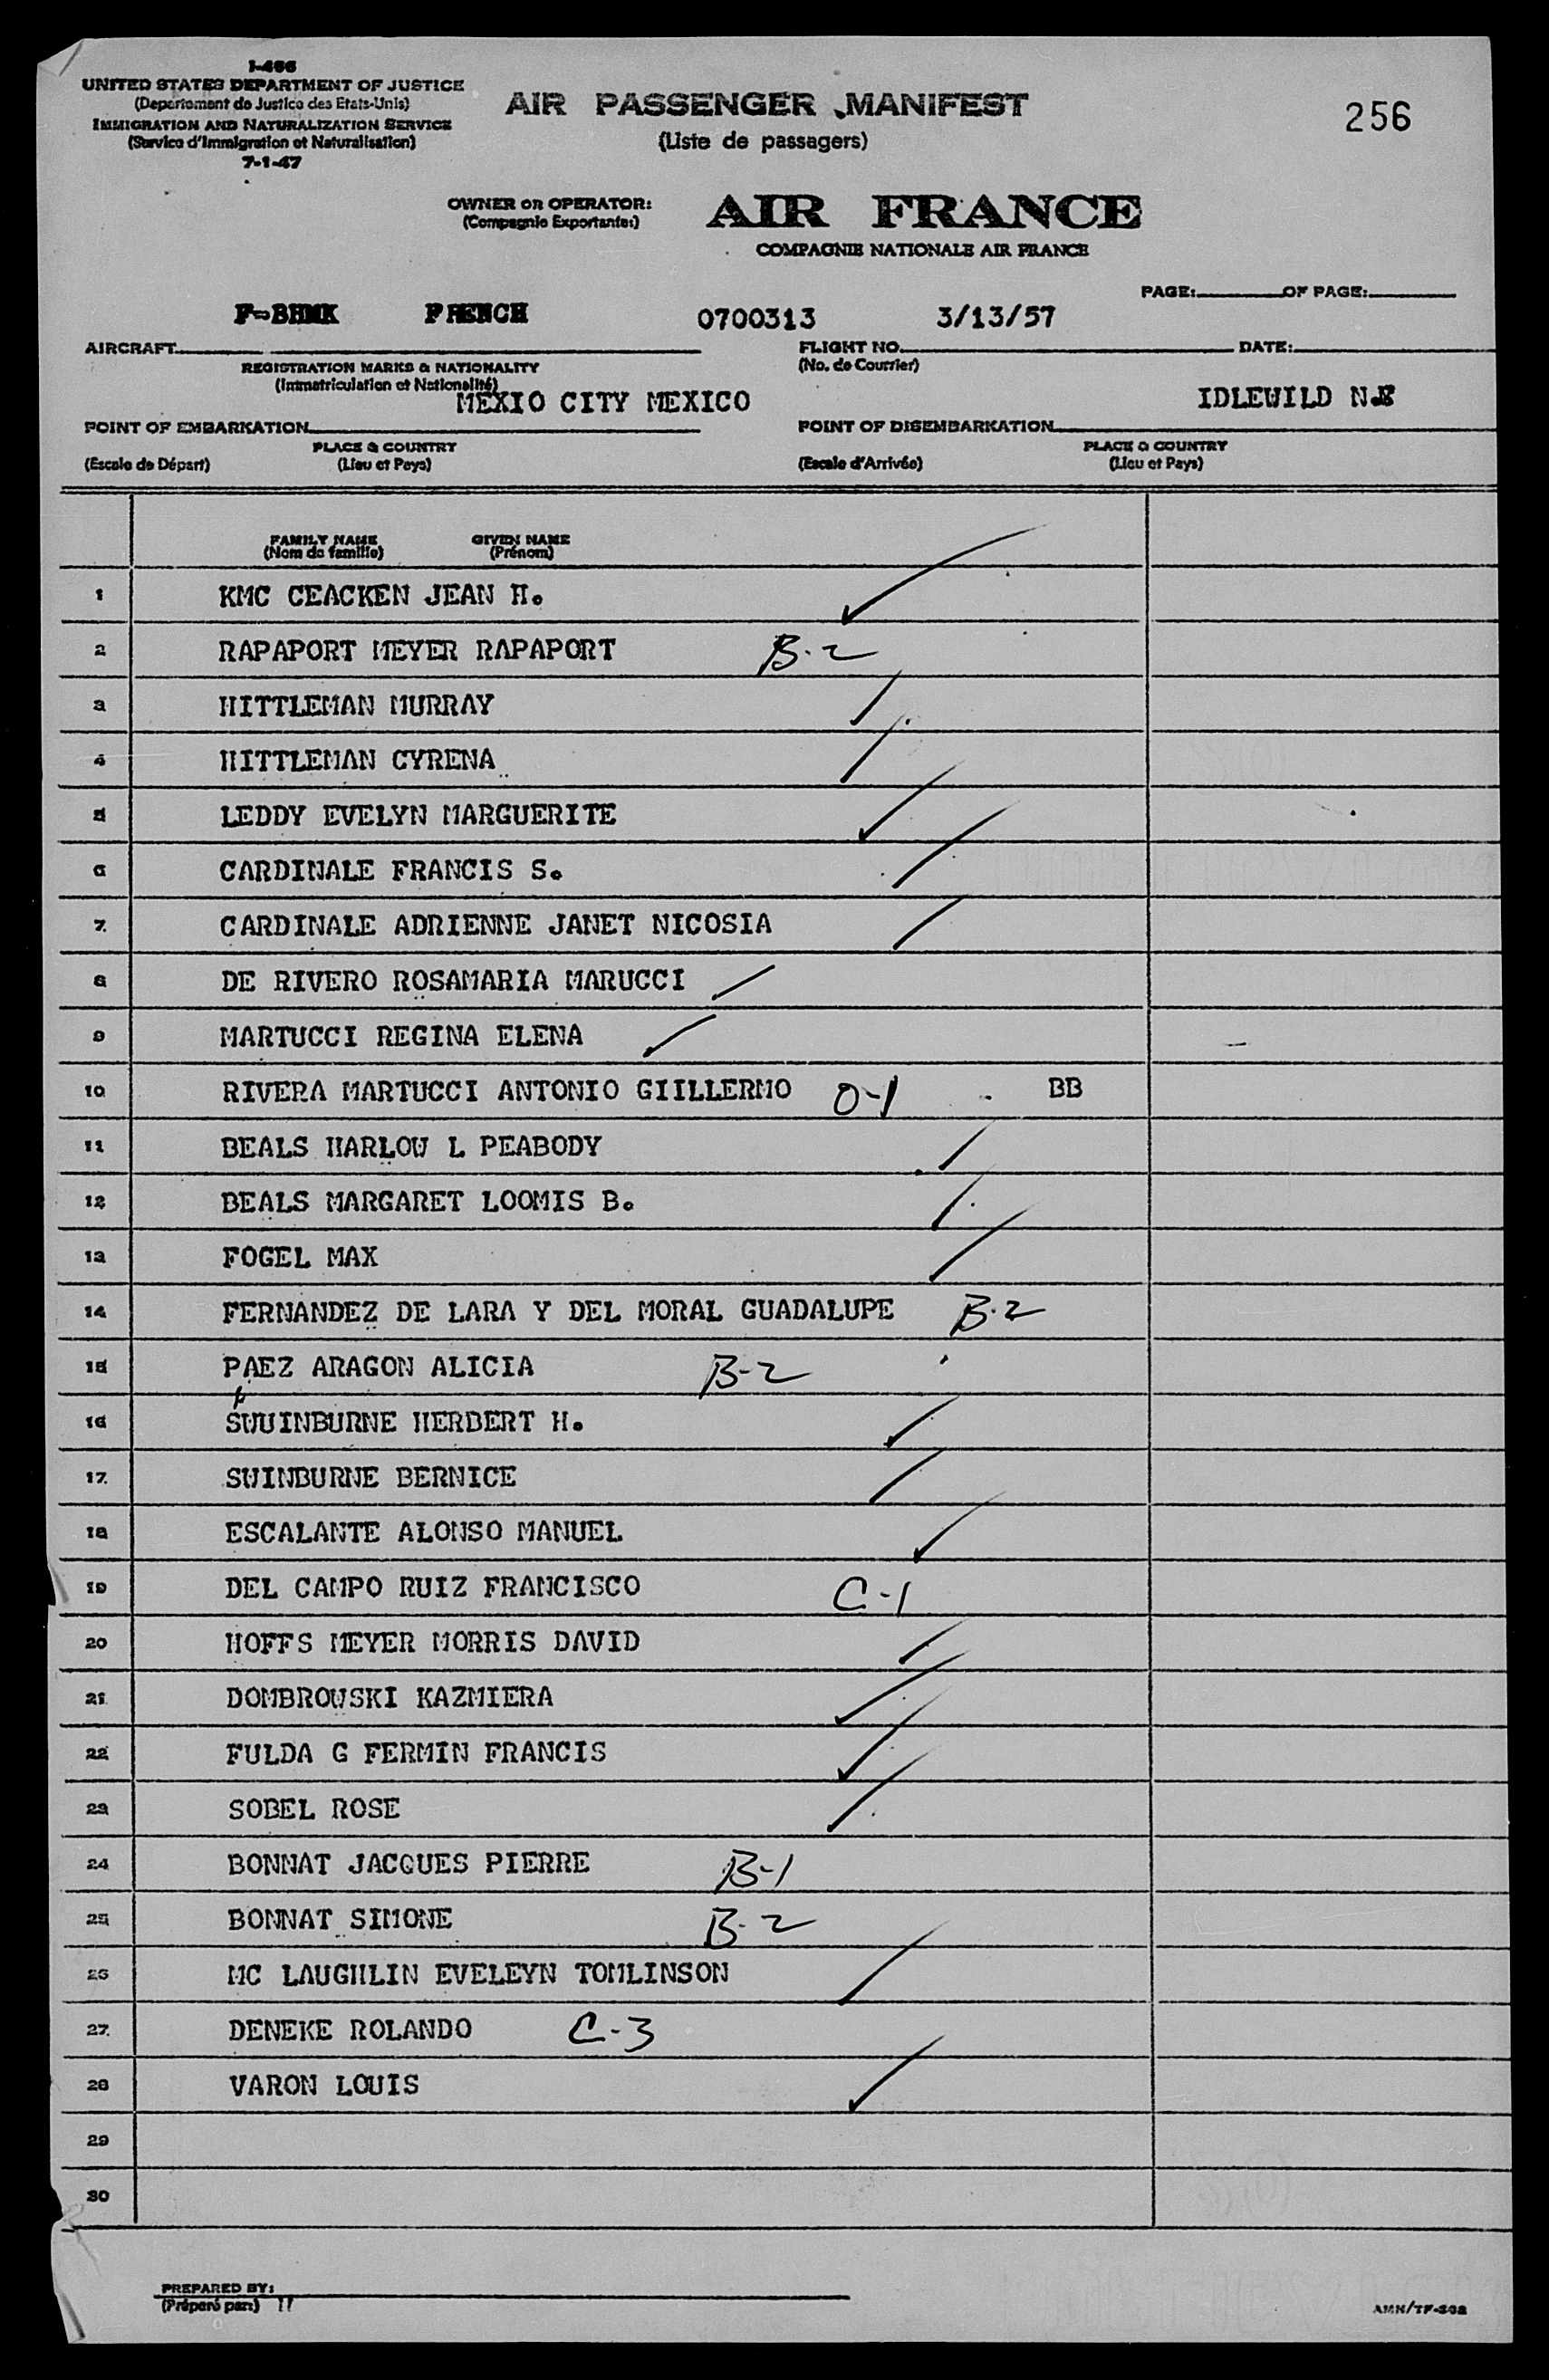 I-466
UNITED STATES DEPARTMENT OF JUSTICE
(Departement de Justice des Etats-Unis)
IMMIGRATION AND NATURALIZATION SERVICE
(Service d'Immigration et Naturalisation)
7-1-47
AIR PASSENGER MANIFEST
(Liste de passagers)
256
OWNER OR OPERATOR:
(Compagnie Exportante:)
AIR FRANCE
COMPAGNIE NATIONALE AIR FRANCE
PAGE: OF PAGE:
F-BHMK FRENCH 0700313 3/13/57
AIRCRAFT FLIGHT NO. DATE:
REGISTRATION MARKS & NATIONALITY (No. de Courrier)
(Immatriculation et Nationalité)
MEXIO CITY MEXICO IDLEWILD
POINT OF EMBARKATION POINT OF DISEMBARKATION
PLACE & COUNTRY PLACE & COUNTRY
(Escale de Départ) (Lieu et Pays) (Escale d'Arrivée) (Lieu et Pays)
FAMILY NAME GIVEN NAME
(Nom de famille) (Prénom)
1 KMC CEACKEN JEAN H.
2 RAPAPORT MEYER RAPAPORT B-2
3 HITTLEMAN MURRAY
4 HITTLEMAN CYRENA
5 LEDDY EVELYN MARGUERITE
6 CARDINALE FRANCIS S.
7 CARDINALE ADRIENNE JANET NICOSIA
8 DE RIVERO ROSAMARIA MARUCCI
9 MARTUCCI REGINA ELENA
10 RIVERA MARTUCCI ANTONIO GIILLERMO O-1 BB
11 BEALS HARLOW L PEABODY
12 BEALS MARGARET LOOMIS B.
13 FOGEL MAX
14 FERNANDEZ DE LARA Y DEL MORAL GUADALUPE B-2
15 PAEZ ARAGON ALICIA B-2
16 SWUINBURNE HERBERT H.
17 SWINBURNE BERNICE
18 ESCALANTE ALONSO MANUEL
19 DEL CAMPO RUIZ FRANCISCO C-1
20 HOFFS MEYER MORRIS DAVID
21 DOMBROWSKI KAZMIERA
22 FULDA G FERMIN FRANCIS
23 SOBEL ROSE
24 BONNAT JACQUES PIERRE B-1
25 BONNAT SIMONE B-2
26 MC LAUGHLIN EVELEYN TOMLINSON
27 DENEKE ROLANDO C-3
28 VARON LOUIS
29
30
PREPARED BY:
(Préparé par:)
AMN/TF-302